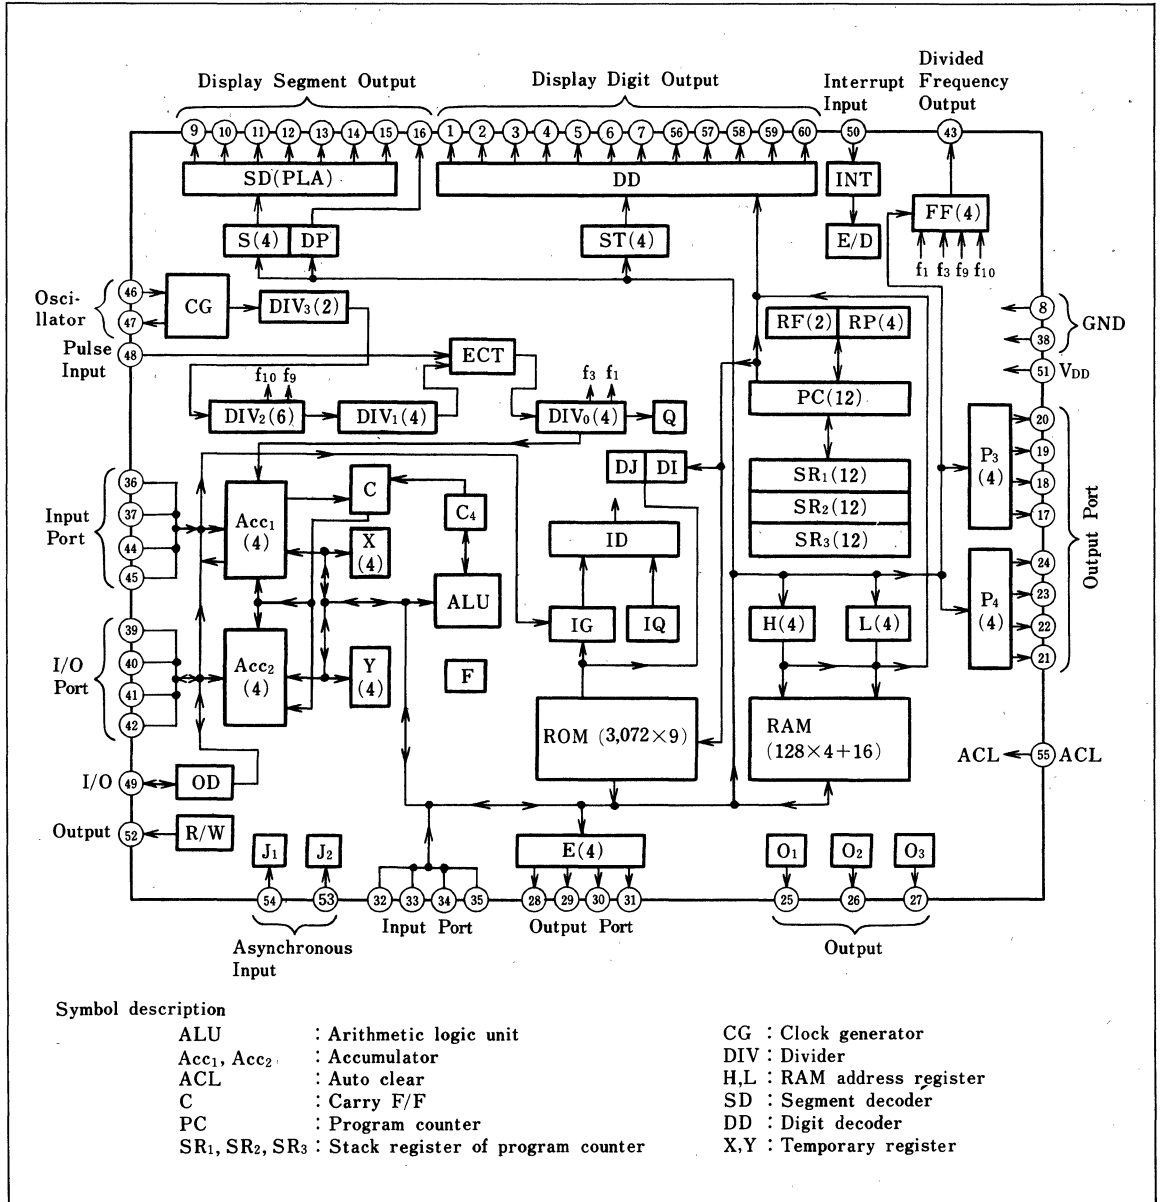 Display Segment Output
Display Digit Output
Interrupt
Input
Divided
Frequency
Output
9 10 11 12 13 14 15 16 1 2 3 4 5 6 7 56 57 58 59 60 50 43
SD(PLA)
DD
INT
FF(4)
S(4) DP
ST(4)
E/D
f1 f3 f9 f10
Osci-
llator
46
47
CG
DIV3(2)
RF(2) RP(4)
8
38
GND
Pulse
Input
48
ECT
51 VDD
f10 f9
f3 f1
PC(12)
DIV2(6)
DIV1(4)
DIV0(4)
Q
20
19
18
17
P3
(4)
Input
Port
36
37
44
45
Acc1
(4)
C
C4
X
(4)
DJ DI
SR1(12)
SR2(12)
SR3(12)
ID
Output Port
24
23
22
21
P4
(4)
ALU
IG
IQ
H(4)
L(4)
I/O
Port
39
40
41
42
Acc2
(4)
Y
(4)
F
ROM (3,072×9)
RAM
(128×4+16)
ACL 55 ACL
I/O 49 OD
Output 52 R/W
J1 J2
E(4)
O1 O2 O3
54 53 32 33 34 35 28 29 30 31 25 26 27
Asynchronous
Input
Input Port
Output Port
Output
Symbol description
ALU : Arithmetic logic unit
Acc1, Acc2 : Accumulator
ACL : Auto clear
C : Carry F/F
PC : Program counter
SR1, SR2, SR3 : Stack register of program counter
CG : Clock generator
DIV : Divider
H,L : RAM address register
SD : Segment decoder
DD : Digit decoder
X,Y : Temporary register